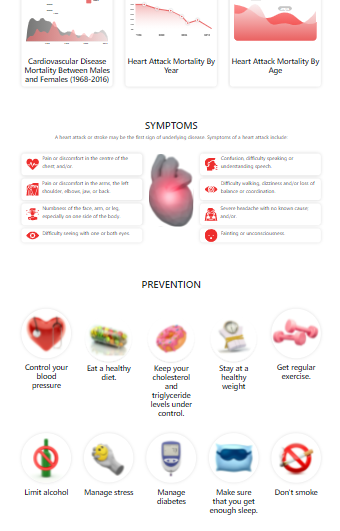 Cardiovascular Disease
Mortality Between Males
and Females (1968-2016)
Heart Attack Mortality By
Year
Heart Attack Mortality By
Age
SYMPTOMS
A heart attack or stroke may be the first sign of underlying disease. Symptoms of a heart attack include:
Pain or discomfort in the centre of the
chest; and/or.
Pain or discomfort in the arms, the left
shoulder, elbows, jaw, or back.
Numbness of the face, arm, or leg,
especially on one side of the body.
Difficulty seeing with one or both eyes.
Confusion, difficulty speaking or
understanding speech.
Difficulty walking, dizziness and/or loss of
balance or coordination.
Severe headache with no known cause;
and/or.
Fainting or unconsciousness.
PREVENTION
Control your
blood
pressure
Eat a healthy
diet.
Keep your
cholesterol
and
triglyceride
levels under
control.
Stay at a
healthy
weight
Get regular
exercise.
Limit alcohol
Manage stress
Manage
diabetes
Make sure
that you get
enough sleep.
Don't smoke